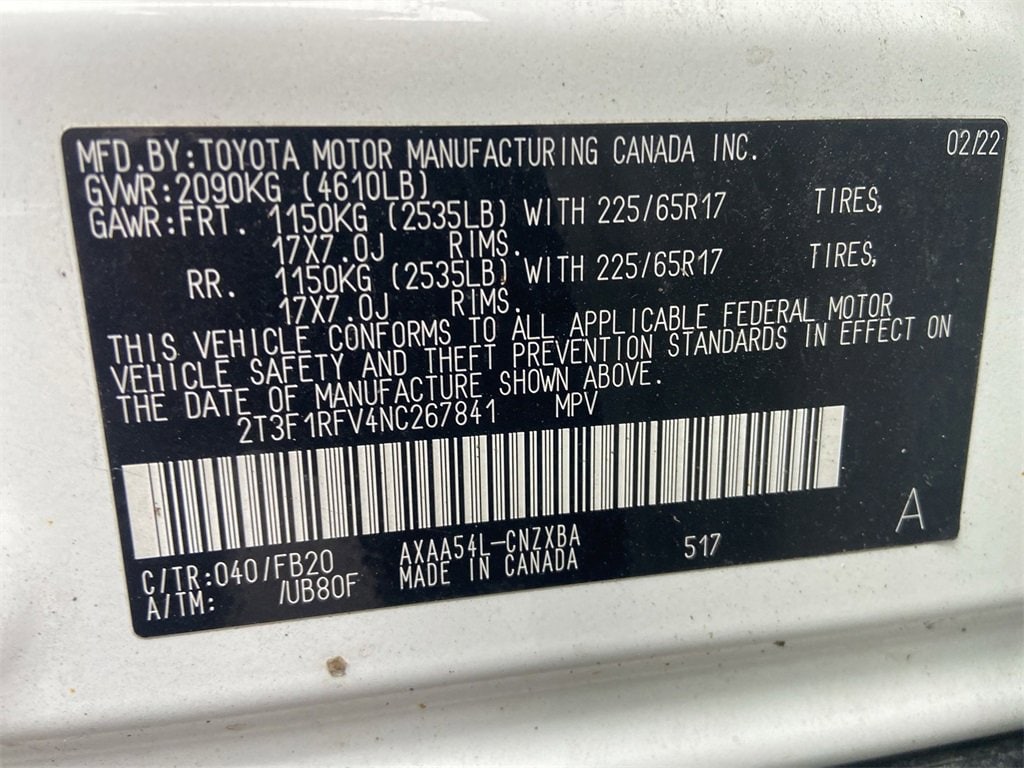 MFD.BY:TOYOTA MOTOR MANUFACTURING CANADA INC. 02/22
GVWR:2090KG (4610LB)
GAWR:FRT. 1150KG (2535LB) WITH 225/65R17 TIRES,
17X7.0J RIMS.
RR. 1150KG (2535LB) WITH 225/65R17 TIRES,
17X7.0J RIMS.
THIS VEHICLE CONFORMS TO ALL APPLICABLE FEDERAL MOTOR
VEHICLE SAFETY AND THEFT PREVENTION STANDARDS IN EFFECT ON
THE DATE OF MANUFACTURE SHOWN ABOVE.
2T3F1RFV4NC267841 MPV
A
C/TR:040/FB20 AXAA54L-CNZXBA 517
A/TM: /UB80F MADE IN CANADA